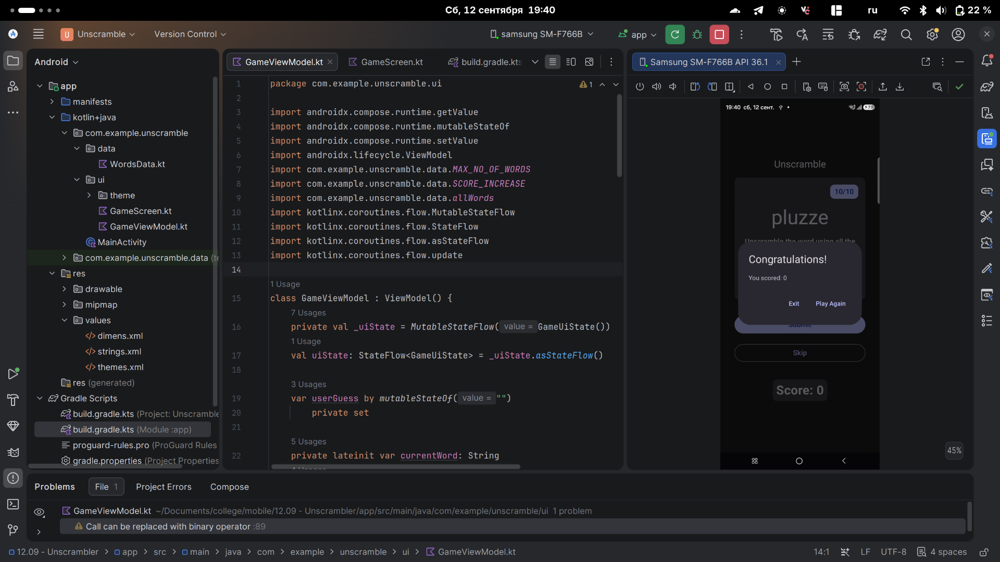 Сб, 12 сентября 19:40
ru
22 %
U Unscramble
Version Control
samsung SM-F766B
app
Android
app
manifests
kotlin+java
com.example.unscramble
data
WordsData.kt
ui
theme
GameScreen.kt
GameViewModel.kt
MainActivity
com.example.unscramble.data (te
res
drawable
mipmap
values
dimens.xml
strings.xml
themes.xml
res (generated)
Gradle Scripts
build.gradle.kts (Project: Unscramble
build.gradle.kts (Module :app)
proguard-rules.pro (ProGuard Rules
gradle.properties (Project Properties
GameViewModel.kt
GameScreen.kt
build.gradle.kts
1 package com.example.unscramble.ui
1
2
3 import androidx.compose.runtime.getValue
4 import androidx.compose.runtime.mutableStateOf
5 import androidx.compose.runtime.setValue
6 import androidx.lifecycle.ViewModel
7 import com.example.unscramble.data.MAX_NO_OF_WORDS
8 import com.example.unscramble.data.SCORE_INCREASE
9 import com.example.unscramble.data.allWords
10 import kotlinx.coroutines.flow.MutableStateFlow
11 import kotlinx.coroutines.flow.StateFlow
12 import kotlinx.coroutines.flow.asStateFlow
13 import kotlinx.coroutines.flow.update
14
1 Usage
15 class GameViewModel : ViewModel() {
7 Usages
16 private val _uiState = MutableStateFlow( value = GameUiState())
1 Usage
17 val uiState: StateFlow<GameUiState> = _uiState.asStateFlow()
18
3 Usages
19 var userGuess by mutableStateOf( value = "")
20 private set
21
5 Usages
22 private lateinit var currentWord: String
4 Usages
Samsung SM-F766B API 36.1
19:40 сб, 12 сент.
77
Unscramble
10/10
pluzze
Unscramble the word using all the
Congratulations!
You scored: 0
Exit
Play Again
Submit
Skip
Score: 0
45%
Problems
File 1
Project Errors
Compose
GameViewModel.kt ~/Documents/college/mobile/12.09 - Unscrambler/app/src/main/java/com/example/unscramble/ui 1 problem
Call can be replaced with binary operator :89
12.09 - Unscrambler > app > src > main > java > com > example > unscramble > ui > GameViewModel.kt
14:1
LF
UTF-8
4 spaces